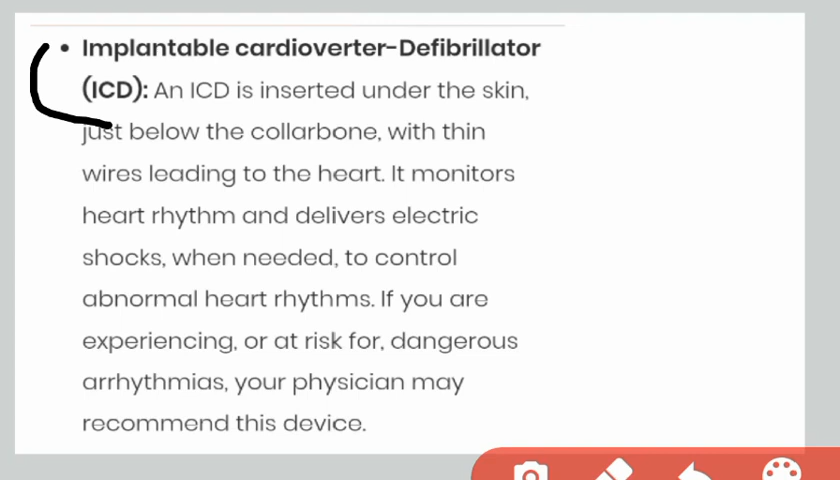 • Implantable cardioverter-Defibrillator
(ICD): An ICD is inserted under the skin,
just below the collarbone, with thin
wires leading to the heart. It monitors
heart rhythm and delivers electric
shocks, when needed, to control
abnormal heart rhythms. If you are
experiencing, or at risk for, dangerous
arrhythmias, your physician may
recommend this device.